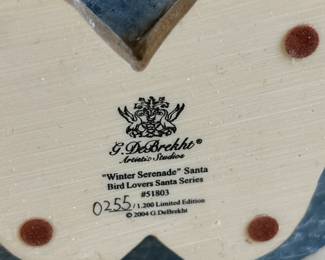 G.DeBrekht®
Artistic Studios
"Winter Serenade" Santa
Bird Lovers Santa Series
#51803
0255/1,200 Limited Edition
© 2004 G.DeBrekht